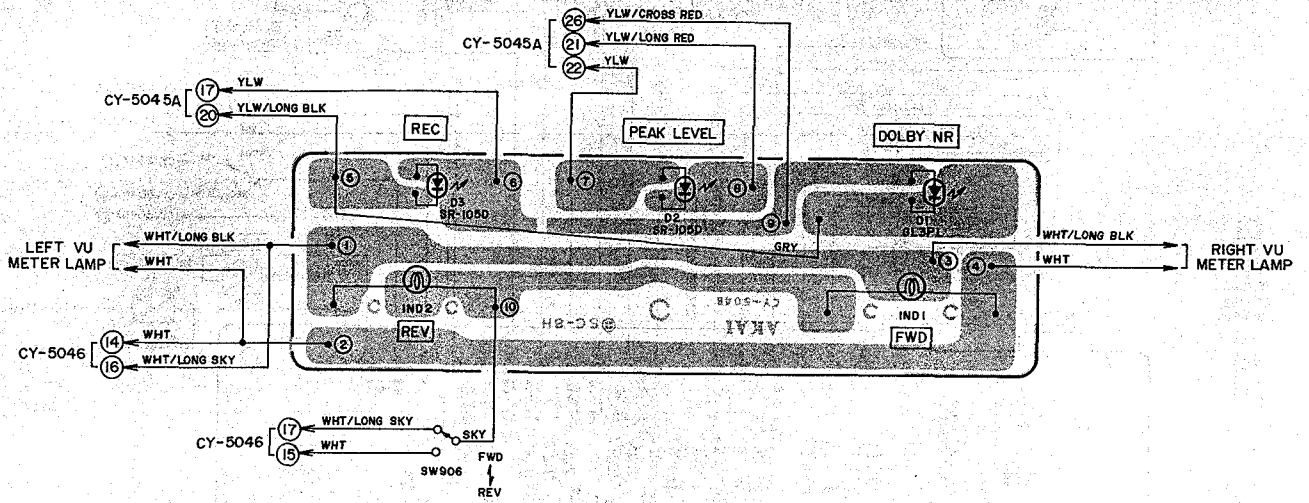 CY-5045A
26 YLW/CROSS RED
21 YLW/LONG RED
22 YLW
CY-5045A
17 YLW
20 YLW/LONG BLK
REC
PEAK LEVEL
DOLBY NR
5
6
7
8
9
D3
SR-105D
D2
SR-105D
D1
GL3P1
GRY
LEFT VU
METER LAMP
WHT/LONG BLK
WHT
1
3
4
WHT/LONG BLK
WHT
RIGHT VU
METER LAMP
IND2
REV
10
CY-504B
AKAI
@SC-8H
IND1
FWD
CY-5046
14 WHT
16 WHT/LONG SKY
2
CY-5046
17 WHT/LONG SKY
15 WHT
SKY
SW906
FWD
REV